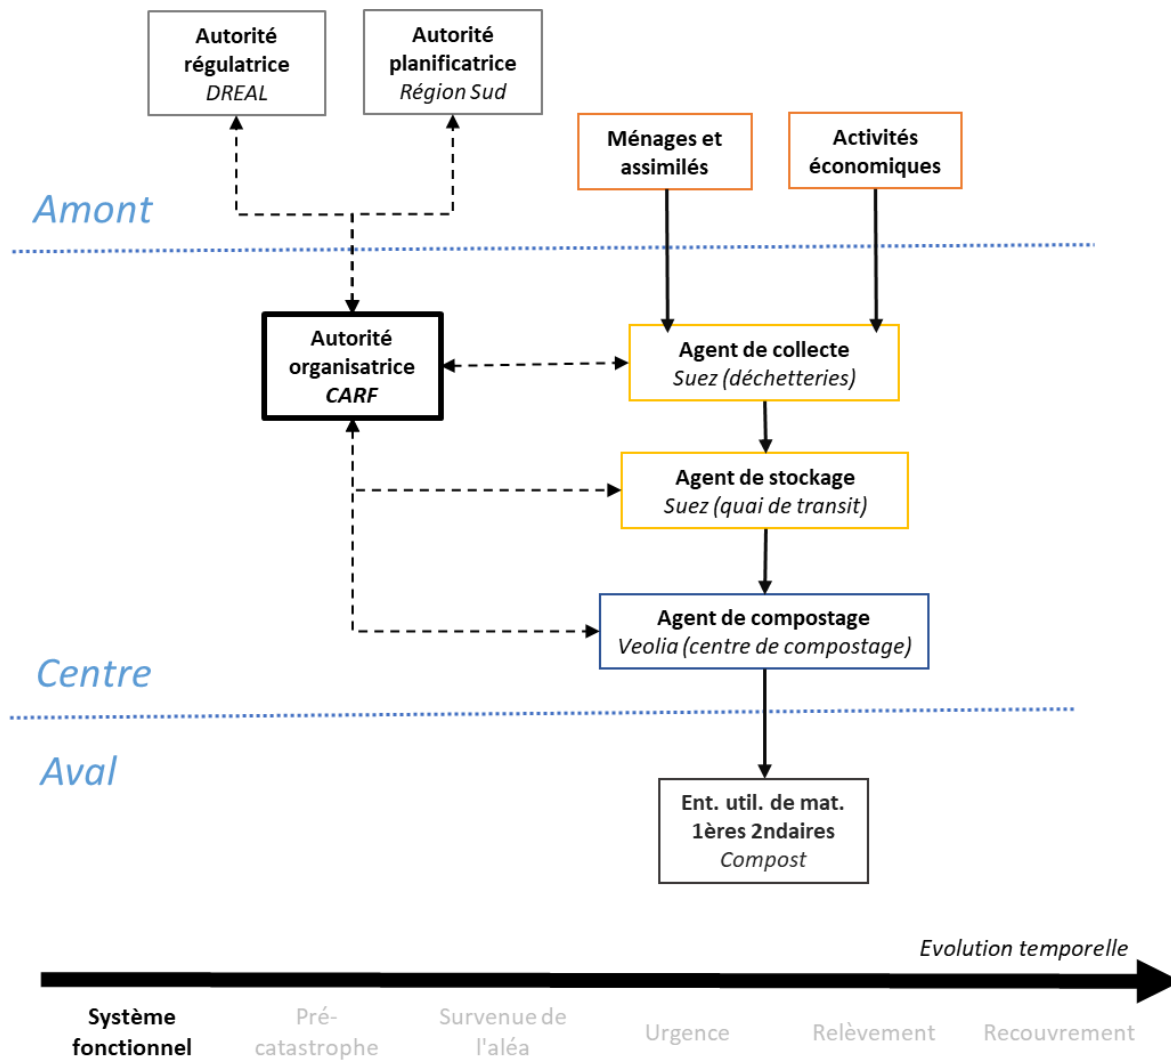 Autorité
régulatrice
DREAL
Autorité
planificatrice
Région Sud
Ménages et
assimilés
Activités
économiques
Amont
Autorité
organisatrice
CARF
Agent de collecte
Suez (déchetteries)
Agent de stockage
Suez (quai de transit)
Agent de compostage
Veolia (centre de compostage)
Centre
Aval
Ent. util. de mat.
1ères 2ndaires
Compost
Evolution temporelle
Système
fonctionnel
Pré-
catastrophe
Survenue de
l'aléa
Urgence
Relèvement
Recouvrement